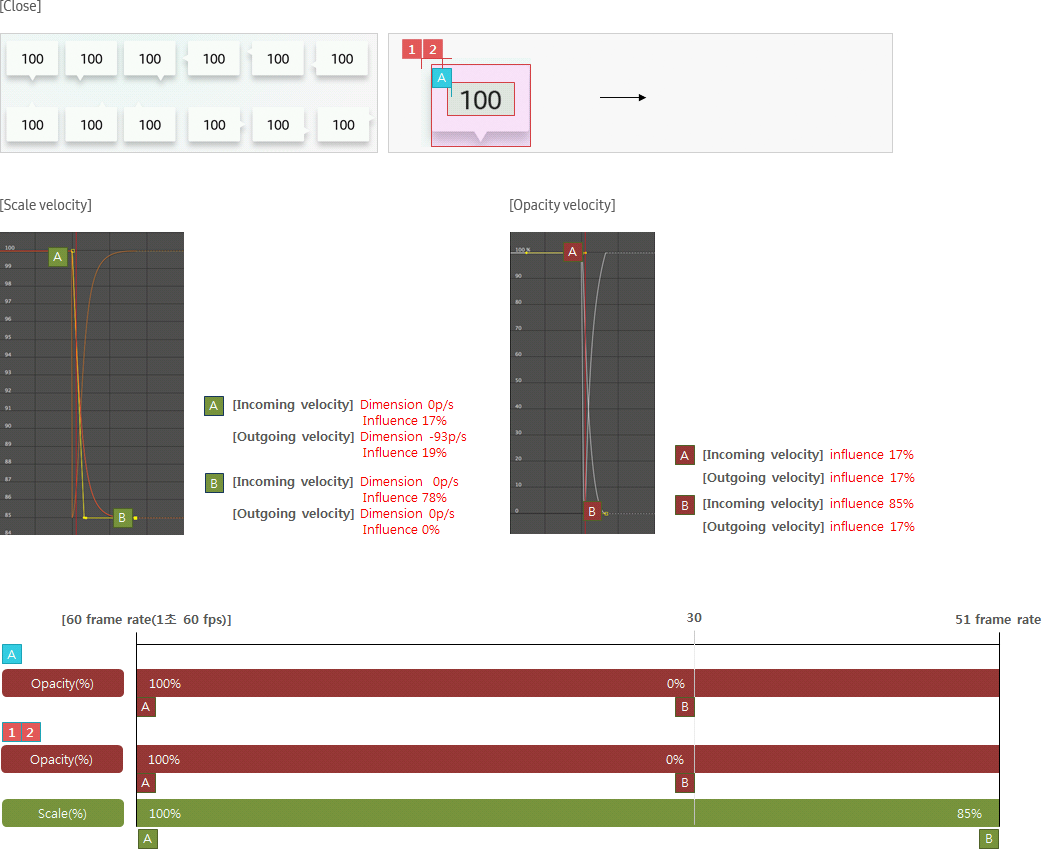 [Close]
100 100 100 100 100 100
100 100 100 100 100 100
1 2
A
100
[Scale velocity]
[Opacity velocity]
100
99
98
97
96
95
94
93
92
91
90
89
88
87
86
85
84
A
B
100 %
90
80
70
60
50
40
30
20
10
0
A
B
A [Incoming velocity] Dimension 0p/s
Influence 17%
[Outgoing velocity] Dimension -93p/s
Influence 19%
B [Incoming velocity] Dimension 0p/s
Influence 78%
[Outgoing velocity] Dimension 0p/s
Influence 0%
A [Incoming velocity] influence 17%
[Outgoing velocity] influence 17%
B [Incoming velocity] influence 85%
[Outgoing velocity] influence 17%
[60 frame rate(1초 60 fps)] 30 51 frame rate
A
Opacity(%) 100% 0%
A B
1 2
Opacity(%) 100% 0%
A B
Scale(%) 100% 85%
A B